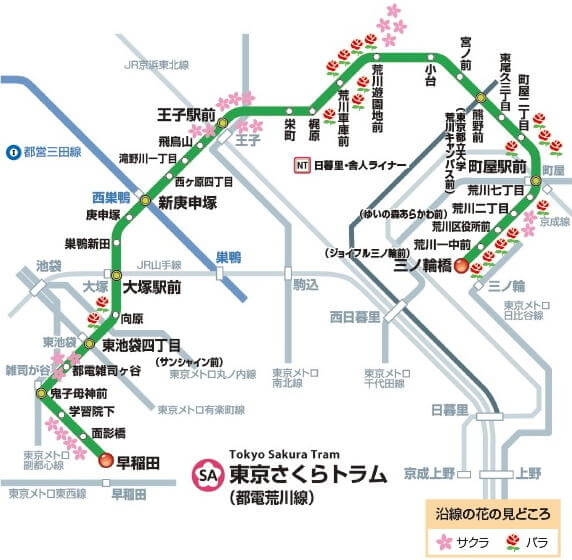 JR京浜東北線
王子駅前
王子
飛鳥山
滝野川一丁目
西ヶ原四丁目
都営三田線
西巣鴨
新庚申塚
庚申塚
巣鴨新田
巣鴨
池袋
JR山手線
大塚
大塚駅前
駒込
向原
東池袋四丁目
(サンシャイン前)
都電雑司ヶ谷
雑司が谷
鬼子母神前
学習院下
面影橋
早稲田
東京メトロ
副都心線
東京メトロ東西線
早稲田
東京メトロ有楽町線
東京メトロ丸ノ内線
東京メトロ
南北線
東京メトロ
千代田線
栄町
梶原
荒川車庫前
荒川遊園地前
小台
宮ノ前
熊野前
(東京都立大学
荒川キャンパス前)
東尾久三丁目
町屋二丁目
町屋駅前
町屋
京成線
荒川七丁目
荒川二丁目
(ゆいの森あらかわ前)
荒川区役所前
荒川一中前
(ジョイフル三ノ輪前)
三ノ輪橋
三ノ輪
東京メトロ
日比谷線
NT 日暮里・舎人ライナー
西日暮里
日暮里
京成上野
上野
SA
Tokyo Sakura Tram
東京さくらトラム
(都電荒川線)
沿線の花の見どころ
サクラ バラ